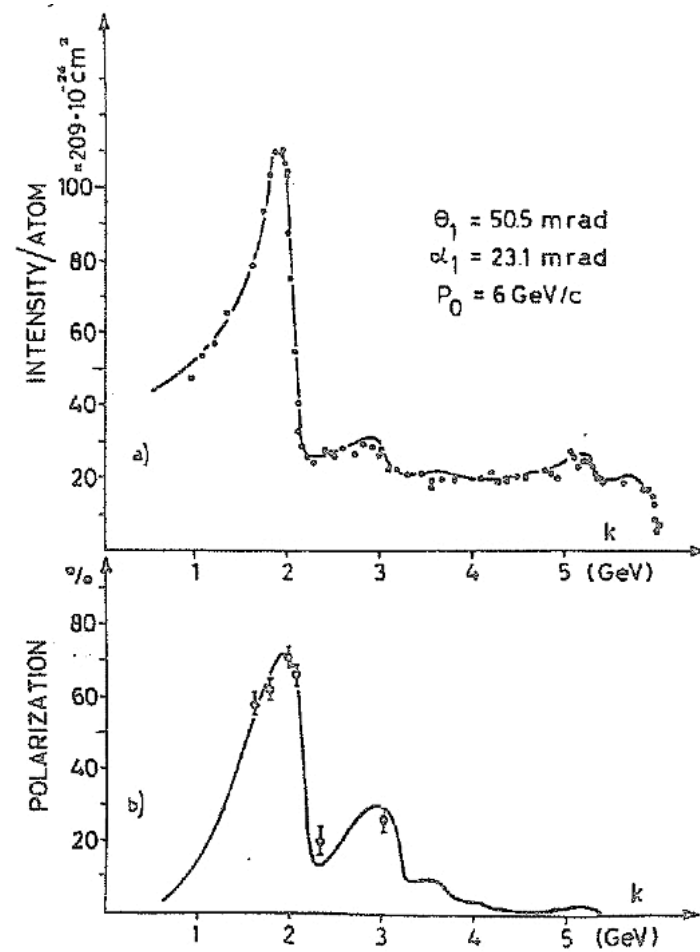 INTENSITY/ATOM
=209·10⁻²⁶ cm²
100
80
60
40
20
θ₁ = 50.5 mrad
α₁ = 23.1 mrad
P₀ = 6 GeV/c
a)
k
1 2 3 4 5 (GeV)
%
POLARIZATION
80
60
40
20
b)
k
1 2 3 4 5 (GeV)